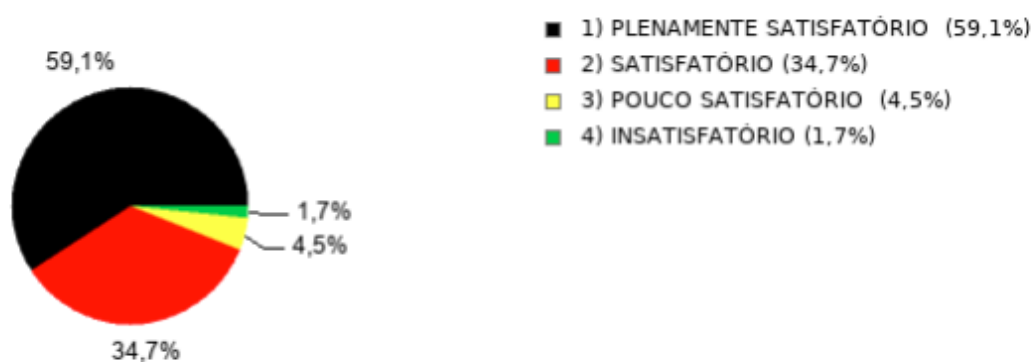 59,1%
1,7%
4,5%
34,7%
1) PLENAMENTE SATISFATÓRIO (59,1%)
2) SATISFATÓRIO (34,7%)
3) POUCO SATISFATÓRIO (4,5%)
4) INSATISFATÓRIO (1,7%)